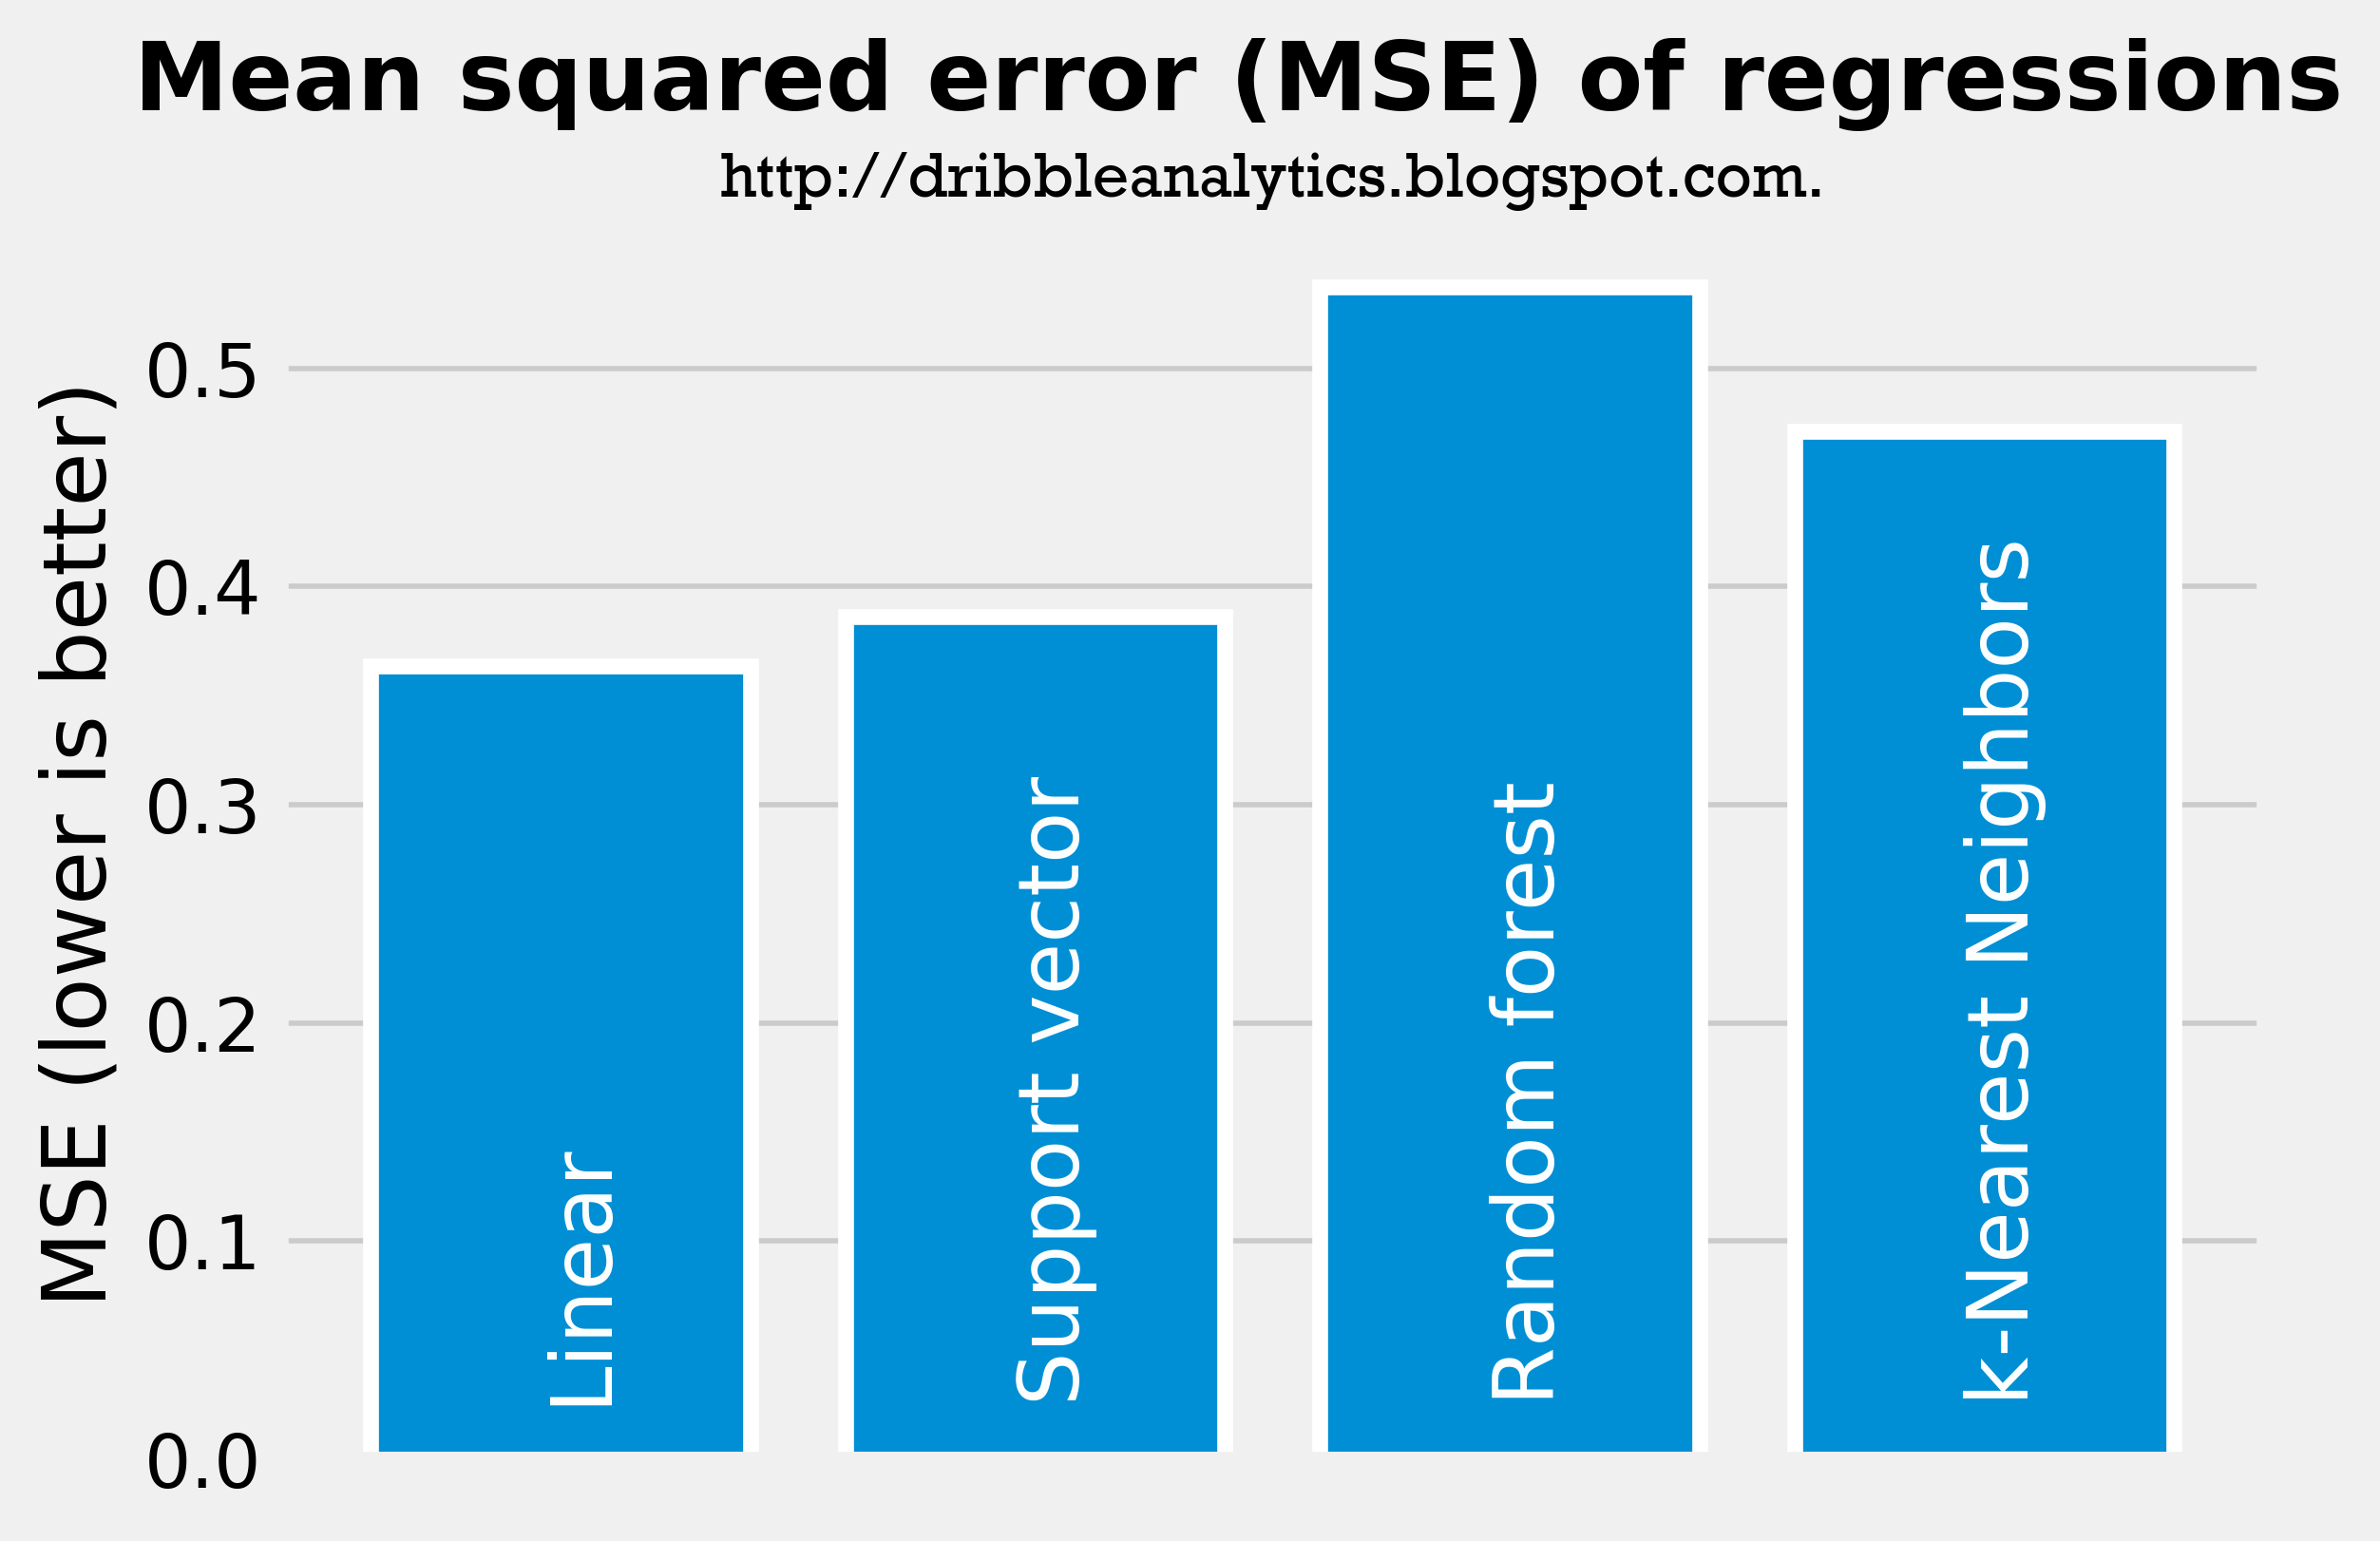 Mean squared error (MSE) of regressions
http://dribbleanalytics.blogspot.com.
MSE (lower is better)
0.5
0.4
0.3
0.2
0.1
0.0
Linear
Support vector
Random forest
k-Nearest Neighbors